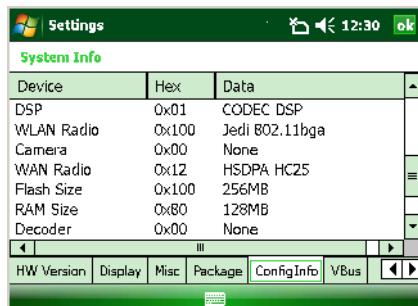 Settings 12:30 ok
System Info
Device Hex Data
DSP 0x01 CODEC DSP
WLAN Radio 0x100 Jedi 802.11bga
Camera 0x00 None
WAN Radio 0x12 HSDPA HC25
Flash Size 0x100 256MB
RAM Size 0x80 128MB
Decoder 0x00 None
HW Version Display Misc Package ConfigInfo VBus